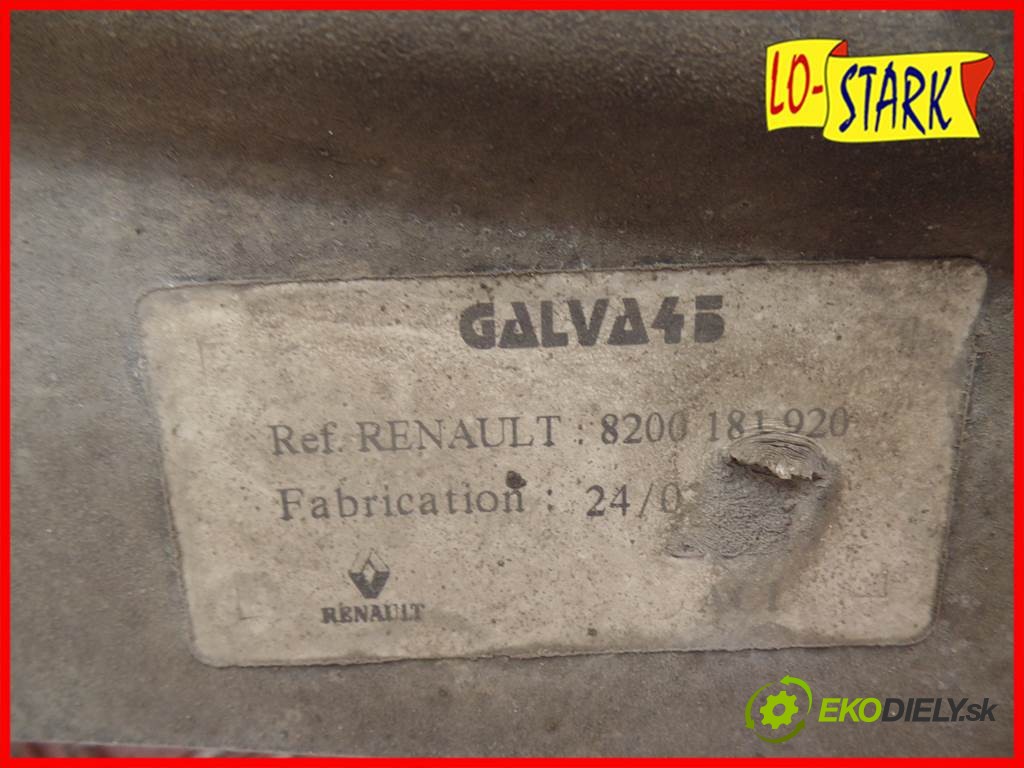 LO-STARK
GALVA45
Ref. RENAULT : 8200 181 920
Fabrication : 24/0
RENAULT
EKODIELY.sk